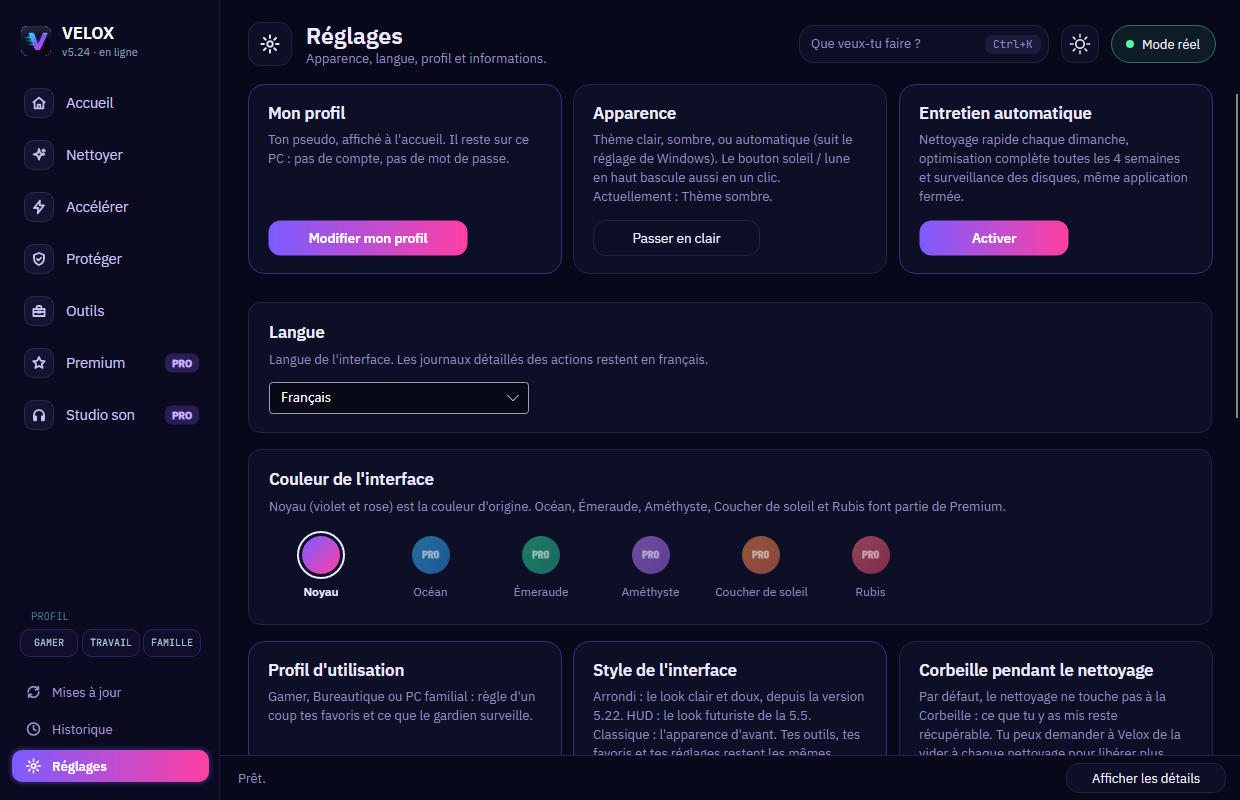 VELOX
v5.24 · en ligne
Accueil
Nettoyer
Accélérer
Protéger
Outils
Premium PRO
Studio son PRO
PROFIL
GAMER TRAVAIL FAMILLE
Mises à jour
Historique
Réglages
Réglages
Apparence, langue, profil et informations.
Que veux-tu faire ? Ctrl+K
Mode réel
Mon profil
Ton pseudo, affiché à l'accueil. Il reste sur ce
PC : pas de compte, pas de mot de passe.
Modifier mon profil
Apparence
Thème clair, sombre, ou automatique (suit le
réglage de Windows). Le bouton soleil / lune
en haut bascule aussi en un clic.
Actuellement : Thème sombre.
Passer en clair
Entretien automatique
Nettoyage rapide chaque dimanche,
optimisation complète toutes les 4 semaines
et surveillance des disques, même application
fermée.
Activer
Langue
Langue de l'interface. Les journaux détaillés des actions restent en français.
Français
Couleur de l'interface
Noyau (violet et rose) est la couleur d'origine. Océan, Émeraude, Améthyste, Coucher de soleil et Rubis font partie de Premium.
PRO PRO PRO PRO PRO
Noyau Océan Émeraude Améthyste Coucher de soleil Rubis
Profil d'utilisation
Gamer, Bureautique ou PC familial : règle d'un
coup tes favoris et ce que le gardien surveille.
Style de l'interface
Arrondi : le look clair et doux, depuis la version
5.22. HUD : le look futuriste de la 5.5.
Classique : l'apparence d'avant. Tes outils, tes
favoris et tes réglages restent les mêmes.
Corbeille pendant le nettoyage
Par défaut, le nettoyage ne touche pas à la
Corbeille : ce que tu y as mis reste
récupérable. Tu peux demander à Velox de la
vider à chaque nettoyage pour libérer plus
Prêt.
Afficher les détails